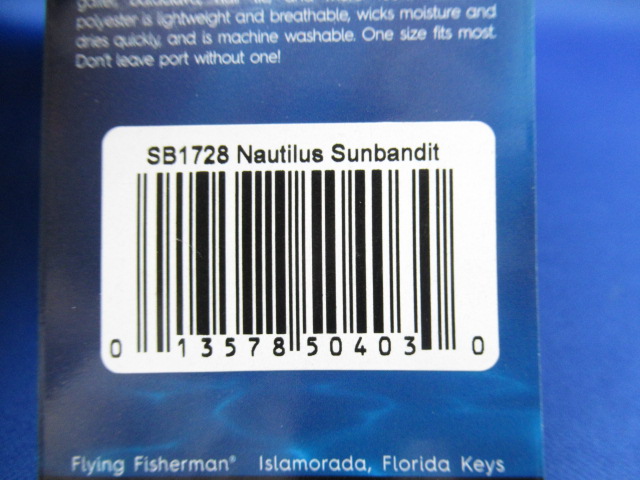 polyester is lightweight and breathable, wicks moisture and
dries quickly, and is machine washable. One size fits most.
Don't leave port without one!
SB1728 Nautilus Sunbandit
0 13578 50403 0
Flying Fisherman® Islamorada, Florida Keys